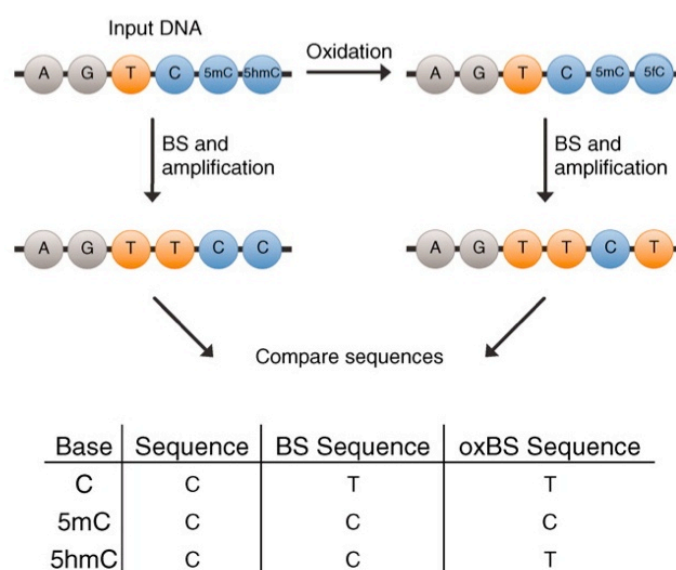 Input DNA
A G T C 5mC 5hmC
Oxidation
A G T C 5mC 5fC
BS and
amplification
BS and
amplification
A G T T C C
A G T T C T
Compare sequences
Base Sequence BS Sequence oxBS Sequence
C C T T
5mC C C C
5hmC C C T